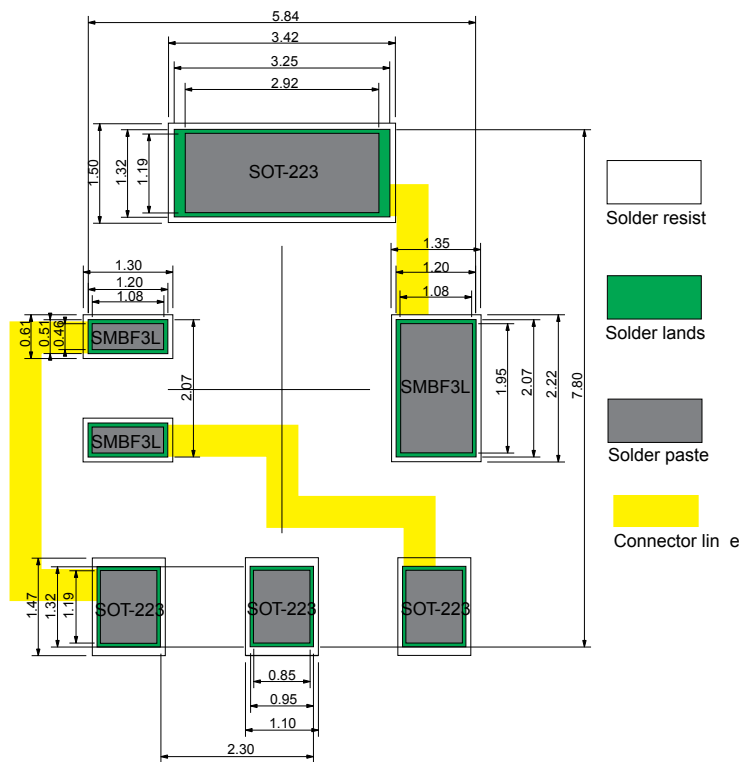 5.84
3.42
3.25
2.92
1.50
1.32
1.19
SOT-223
Solder resist
1.35
1.20
1.08
1.30
1.20
1.08
Solder lands
0.61
0.51
0.46
SMBF3L
2.07
SMBF3L
1.95
2.07
2.22
7.80
SMBF3L
Solder paste
Connector lin e
1.47
1.32
1.19
SOT-223
SOT-223
SOT-223
0.85
0.95
1.10
2.30